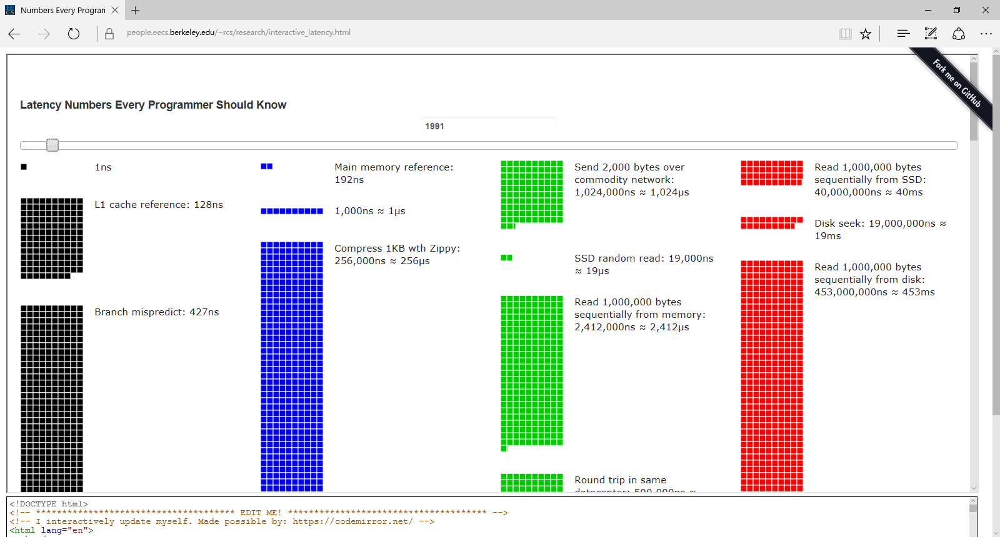 Numbers Every Progran
people.eecs.berkeley.edu/~rcs/research/interactive_latency.html
Fork me on GitHub
Latency Numbers Every Programmer Should Know
1991
1ns
L1 cache reference: 128ns
Branch mispredict: 427ns
Main memory reference:
192ns
1,000ns ≈ 1μs
Compress 1KB wth Zippy:
256,000ns ≈ 256μs
Send 2,000 bytes over
commodity network:
1,024,000ns ≈ 1,024μs
SSD random read: 19,000ns
≈ 19μs
Read 1,000,000 bytes
sequentially from memory:
2,412,000ns ≈ 2,412μs
Round trip in same
datacenter: 500,000ns ≈
Read 1,000,000 bytes
sequentially from SSD:
40,000,000ns ≈ 40ms
Disk seek: 19,000,000ns ≈
19ms
Read 1,000,000 bytes
sequentially from disk:
453,000,000ns ≈ 453ms
<!DOCTYPE html>
<!-- ************************************ EDIT ME! ************************************ -->
<!-- I interactively update myself. Made possible by: https://codemirror.net/ -->
<html lang="en">